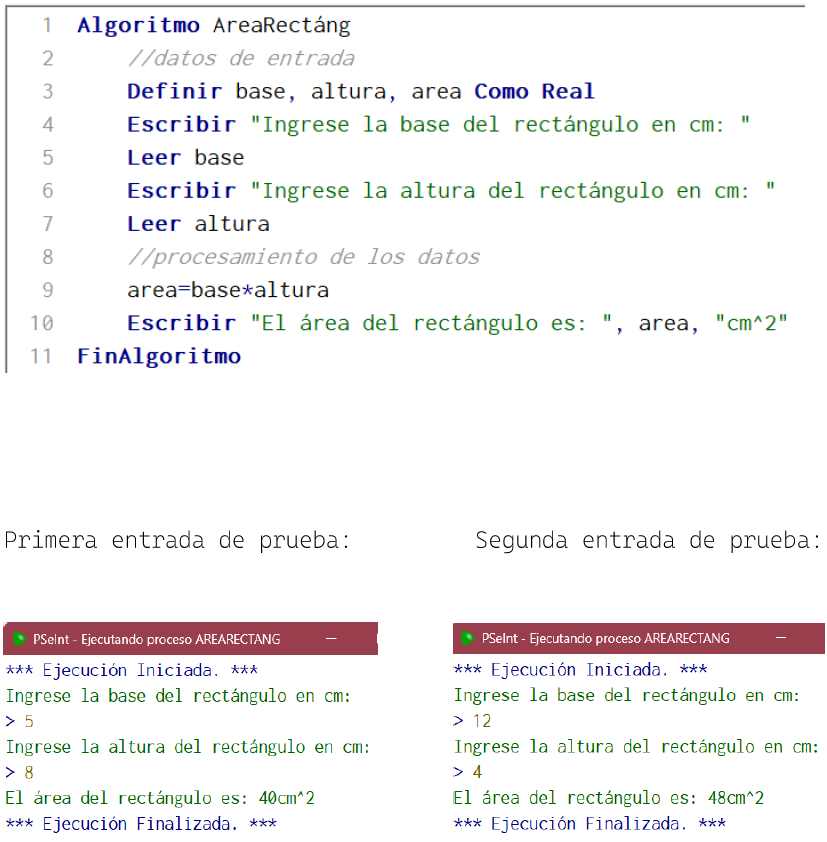 1 Algoritmo AreaRectáng
2 //datos de entrada
3 Definir base, altura, area Como Real
4 Escribir "Ingrese la base del rectángulo en cm: "
5 Leer base
6 Escribir "Ingrese la altura del rectángulo en cm: "
7 Leer altura
8 //procesamiento de los datos
9 area=base*altura
10 Escribir "El área del rectángulo es: ", area, "cm^2"
11 FinAlgoritmo
Primera entrada de prueba:
PSeInt - Ejecutando proceso AREARECTANG
*** Ejecución Iniciada. ***
Ingrese la base del rectángulo en cm:
> 5
Ingrese la altura del rectángulo en cm:
> 8
El área del rectángulo es: 40cm^2
*** Ejecución Finalizada. ***
Segunda entrada de prueba:
PSeInt - Ejecutando proceso AREARECTANG
*** Ejecución Iniciada. ***
Ingrese la base del rectángulo en cm:
> 12
Ingrese la altura del rectángulo en cm:
> 4
El área del rectángulo es: 48cm^2
*** Ejecución Finalizada. ***